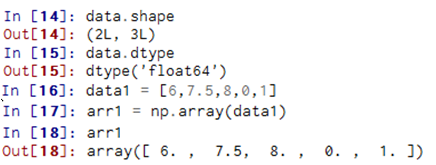 In [14]: data.shape
Out[14]: (2L, 3L)
In [15]: data.dtype
Out[15]: dtype('float64')
In [16]: data1 = [6,7.5,8,0,1]
In [17]: arr1 = np.array(data1)
In [18]: arr1
Out[18]: array([ 6. , 7.5, 8. , 0. , 1. ])